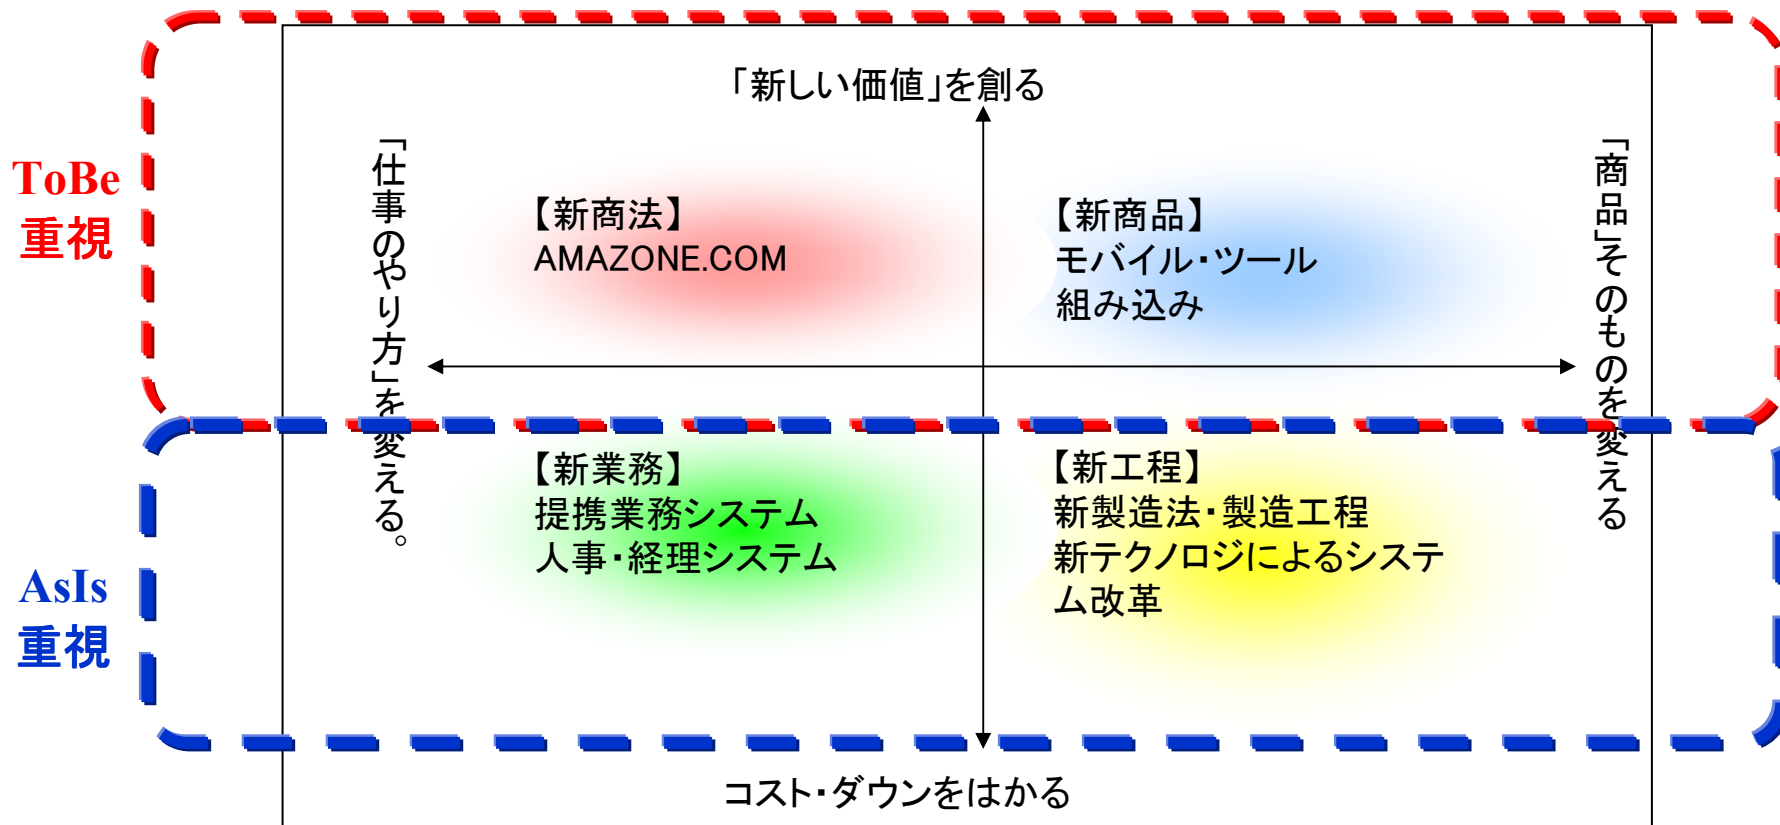 「新しい価値」を創る
ToBe
重視
「仕事のやり方」を変える。
【新商法】
AMAZONE.COM
【新商品】
モバイル・ツール
組み込み
「商品」そのものを変える
AsIs
重視
【新業務】
提携業務システム
人事・経理システム
【新工程】
新製造法・製造工程
新テクノロジによるシステ
ム改革
コスト・ダウンをはかる